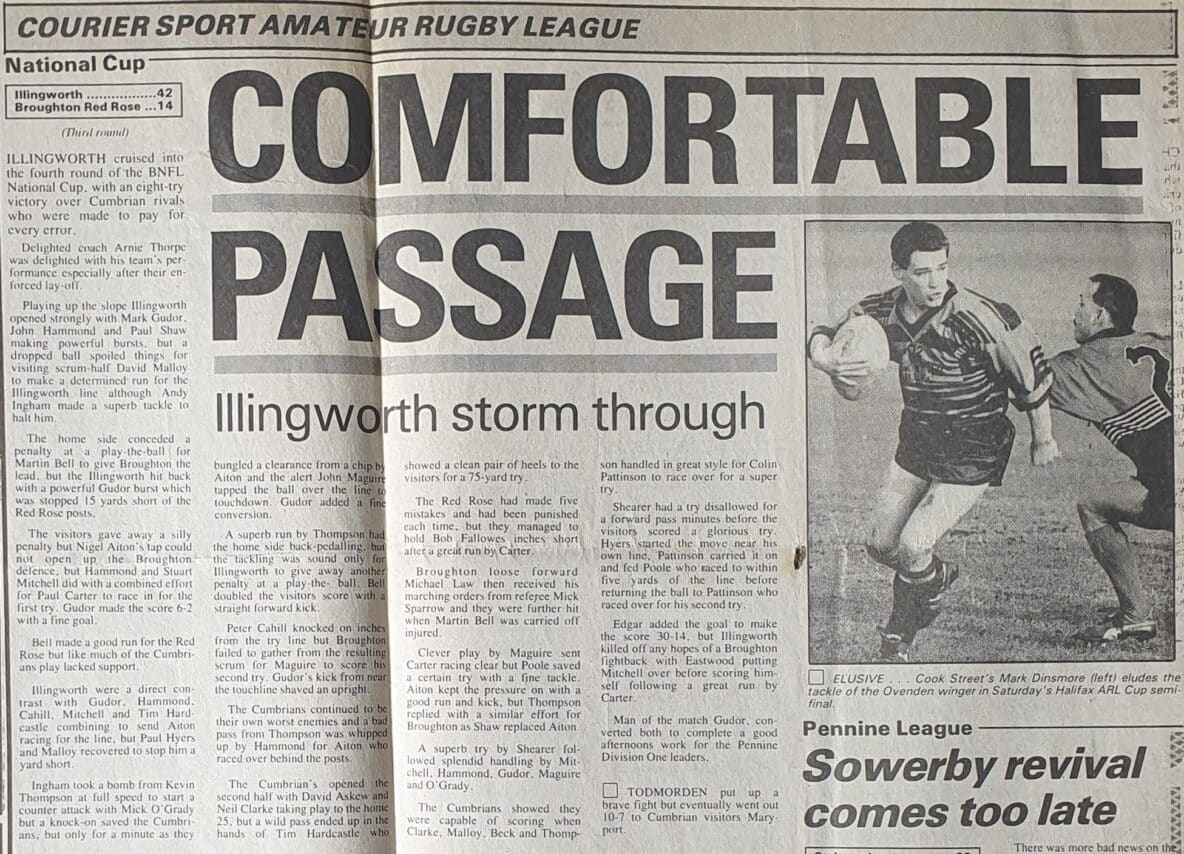 COURIER SPORT AMATEUR RUGBY LEAGUE
National Cup
Illingworth .................42
Broughton Red Rose ...14
(Third round)
COMFORTABLE
PASSAGE
Illingworth storm through
ILLINGWORTH cruised into
the fourth round of the BNFL
National Cup, with an eight-try
victory over Cumbrian rivals
who were made to pay for
every error.
Delighted coach Arnie Thorpe
was delighted with his team's per-
formance especially after their en-
forced lay-off.
Playing up the slope Illingworth
opened strongly with Mark Gudor,
John Hammond and Paul Shaw
making powerful bursts, but a
dropped ball spoiled things for
visiting scrum-half David Malloy
to make a determined run for the
Illingworth line although Andy
Ingham made a superb tackle to
halt him.
The home side conceded a
penalty at a play-the-ball for
Martin Bell to give Broughton the
lead, but the Illingworth hit back
with a powerful Gudor burst which
was stopped 15 yards short of the
Red Rose posts.
The visitors gave away a silly
penalty but Nigel Aiton's tap could
not open up the Broughton
defence, but Hammond and Stuart
Mitchell did with a combined effort
for Paul Carter to race in for the
first try. Gudor made the score 6-2
with a fine goal.
Bell made a good run for the Red
Rose but like much of the Cumbri-
ans play lacked support.
Illingworth were a direct con-
trast with Gudor, Hammond,
Cahill, Mitchell and Tim Hard-
castle combining to send Aiton
racing for the line, but Paul Hyers
and Malloy recovered to stop him a
yard short.
Ingham took a bomb from Kevin
Thompson at full speed to start a
counter attack with Mick O'Grady
but a knock-on saved the Cumbri-
ans, but only for a minute as they
bungled a clearance from a chip by
Aiton and the alert John Maguire
tapped the ball over the line to
touchdown. Gudor added a fine
conversion.
A superb run by Thompson had
the home side back-pedalling, but
the tackling was sound only for
Illingworth to give away another
penalty at a play-the- ball. Bell
doubled the visitors score with a
straight forward kick.
Peter Cahill knocked on inches
from the try line but Broughton
failed to gather from the resulting
scrum for Maguire to score his
second try. Gudor's kick from near
the touchline shaved an upright.
The Cumbrians continued to be
their own worst enemies and a bad
pass from Thompson was whipped
up by Hammond for Aiton who
raced over behind the posts.
The Cumbrian's opened the
second half with David Askew and
Neil Clarke taking play to the home
25, but a wild pass ended up in the
hands of Tim Hardcastle who
showed a clean pair of heels to the
visitors for a 75-yard try.
The Red Rose had made five
mistakes and had been punished
each time, but they managed to
hold Bob Fallowes inches short
after a great run by Carter.
Broughton loose forward
Michael Law then received his
marching orders from referee Mick
Sparrow and they were further hit
when Martin Bell was carried off
injured.
Clever play by Maguire sent
Carter racing clear but Poole saved
a certain try with a fine tackle.
Aiton kept the pressure on with a
good run and kick, but Thompson
replied with a similar effort for
Broughton as Shaw replaced Aiton.
A superb try by Shearer fol-
lowed splendid handling by Mit-
chell, Hammond, Gudor, Maguire
and O'Grady.
The Cumbrians showed they
were capable of scoring when
Clarke, Malloy, Beck and Thomp-
son handled in great style for Colin
Pattinson to race over for a super
try.
Shearer had a try disallowed for
a forward pass minutes before the
visitors scored a glorious try.
Hyers started the move near his
own line, Pattinson carried it on
and fed Poole who raced to within
five yards of the line before
returning the ball to Pattinson who
raced over for his second try.
Edgar added the goal to make
the score 30-14, but Illingworth
killed off any hopes of a Broughton
fightback with Eastwood putting
Mitchell over before scoring him-
self following a great run by
Carter.
Man of the match Gudor, con-
verted both to complete a good
afternoons work for the Pennine
Division One leaders.
TODMORDEN put up a
brave fight but eventually went out
10-7 to Cumbrian visitors Mary-
port.
ELUSIVE . . . Cook Street's Mark Dinsmore (left) eludes the
tackle of the Ovenden winger in Saturday's Halifax ARL Cup semi-
final.
Pennine League
Sowerby revival
comes too late
There was more bad news on the